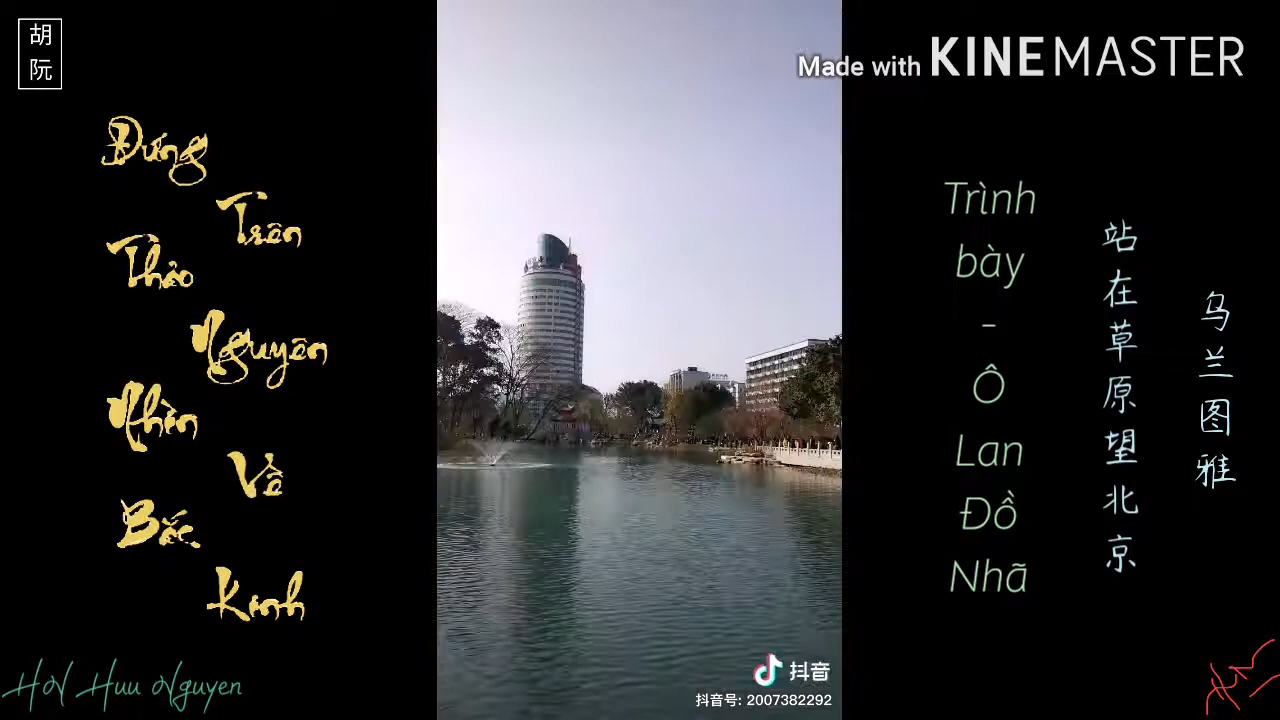 胡
阮
Made with KINEMASTER
Đứng
Trên
Thảo
Nguyên
Nhìn
Về
Bắc
Kinh
Trình
bày
-
Ô
Lan
Đồ
Nhã
站在草原望北京
乌兰图雅
抖音
抖音号: 2007382292
HN Huu Nguyen